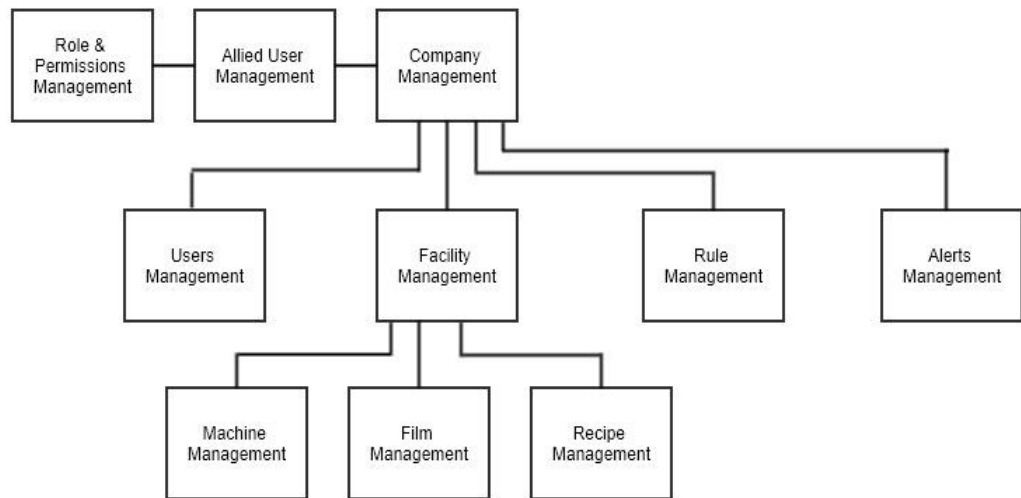 Role &
Permissions
Management
Allied User
Management
Company
Management
Users
Management
Facility
Management
Rule
Management
Alerts
Management
Machine
Management
Film
Management
Recipe
Management